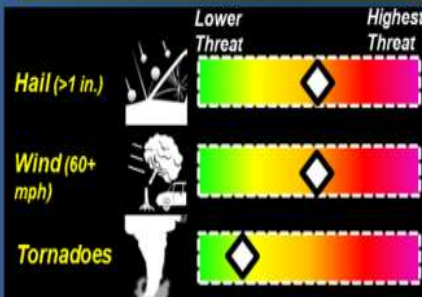 Lower Highest
Threat Threat
Hail (>1 in.)
Wind (60+
mph)
Tornadoes